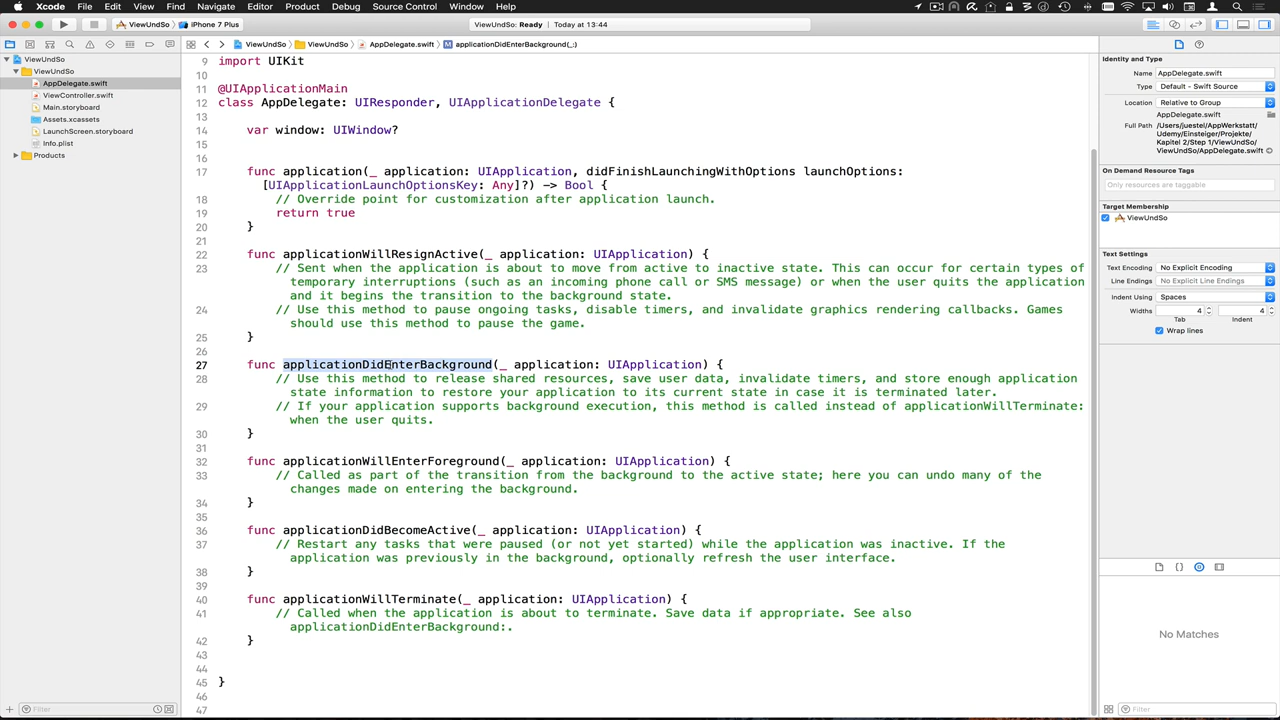 Xcode File Edit View Find Navigate Editor Product Debug Source Control Window Help
ViewUndSo iPhone 7 Plus
ViewUndSo: Ready Today at 13:44
ViewUndSo ViewUndSo AppDelegate.swift applicationDidEnterBackground(_:)
ViewUndSo
ViewUndSo
AppDelegate.swift
ViewController.swift
Main.storyboard
Assets.xcassets
LaunchScreen.storyboard
Info.plist
Products
Filter
9 import UIKit
10
11 @UIApplicationMain
12 class AppDelegate: UIResponder, UIApplicationDelegate {
13
14 var window: UIWindow?
15
16
17 func application(_ application: UIApplication, didFinishLaunchingWithOptions launchOptions:
[UIApplicationLaunchOptionsKey: Any]?) -> Bool {
18 // Override point for customization after application launch.
19 return true
20 }
21
22 func applicationWillResignActive(_ application: UIApplication) {
23 // Sent when the application is about to move from active to inactive state. This can occur for certain types of
temporary interruptions (such as an incoming phone call or SMS message) or when the user quits the application
and it begins the transition to the background state.
24 // Use this method to pause ongoing tasks, disable timers, and invalidate graphics rendering callbacks. Games
should use this method to pause the game.
25 }
26
27 func applicationDidEnterBackground(_ application: UIApplication) {
28 // Use this method to release shared resources, save user data, invalidate timers, and store enough application
state information to restore your application to its current state in case it is terminated later.
29 // If your application supports background execution, this method is called instead of applicationWillTerminate:
when the user quits.
30 }
31
32 func applicationWillEnterForeground(_ application: UIApplication) {
33 // Called as part of the transition from the background to the active state; here you can undo many of the
changes made on entering the background.
34 }
35
36 func applicationDidBecomeActive(_ application: UIApplication) {
37 // Restart any tasks that were paused (or not yet started) while the application was inactive. If the
application was previously in the background, optionally refresh the user interface.
38 }
39
40 func applicationWillTerminate(_ application: UIApplication) {
41 // Called when the application is about to terminate. Save data if appropriate. See also
applicationDidEnterBackground:.
42 }
43
44
45 }
46
47
Identity and Type
Name AppDelegate.swift
Type Default - Swift Source
Location Relative to Group
AppDelegate.swift
Full Path /Users/juestel/AppWerkstatt/
Udemy/Einsteiger/Projekte/
Kapitel 2/Step 1/ViewUndSo/
ViewUndSo/AppDelegate.swift
On Demand Resource Tags
Only resources are taggable
Target Membership
ViewUndSo
Text Settings
Text Encoding No Explicit Encoding
Line Endings No Explicit Line Endings
Indent Using Spaces
Widths 4 4
Tab Indent
Wrap lines
No Matches
Filter